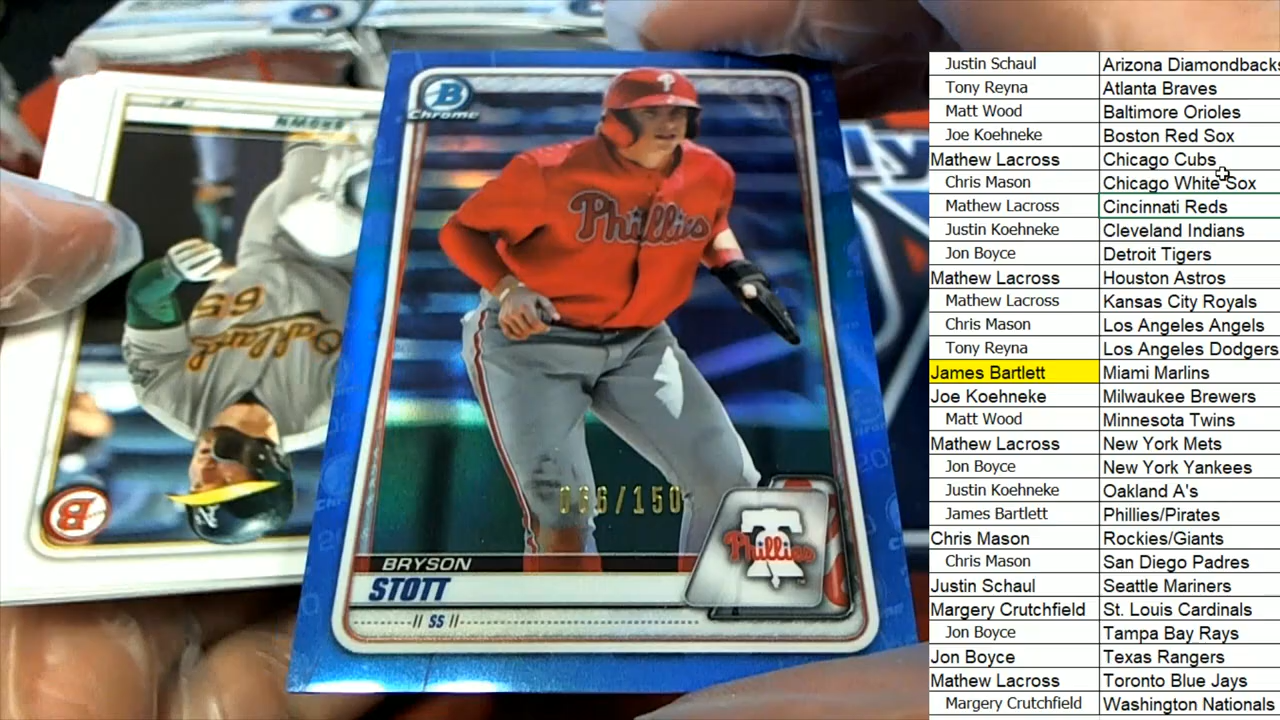 B
Chrome
P
Phillies
066/150
Phillies
BRYSON
STOTT
// SS //
Oakland
65
B
Justin Schaul Arizona Diamondbacks
Tony Reyna Atlanta Braves
Matt Wood Baltimore Orioles
Joe Koehneke Boston Red Sox
Mathew Lacross Chicago Cubs
Chris Mason Chicago White Sox
Mathew Lacross Cincinnati Reds
Justin Koehneke Cleveland Indians
Jon Boyce Detroit Tigers
Mathew Lacross Houston Astros
Mathew Lacross Kansas City Royals
Chris Mason Los Angeles Angels
Tony Reyna Los Angeles Dodgers
James Bartlett Miami Marlins
Joe Koehneke Milwaukee Brewers
Matt Wood Minnesota Twins
Mathew Lacross New York Mets
Jon Boyce New York Yankees
Justin Koehneke Oakland A's
James Bartlett Phillies/Pirates
Chris Mason Rockies/Giants
Chris Mason San Diego Padres
Justin Schaul Seattle Mariners
Margery Crutchfield St. Louis Cardinals
Jon Boyce Tampa Bay Rays
Jon Boyce Texas Rangers
Mathew Lacross Toronto Blue Jays
Margery Crutchfield Washington Nationals